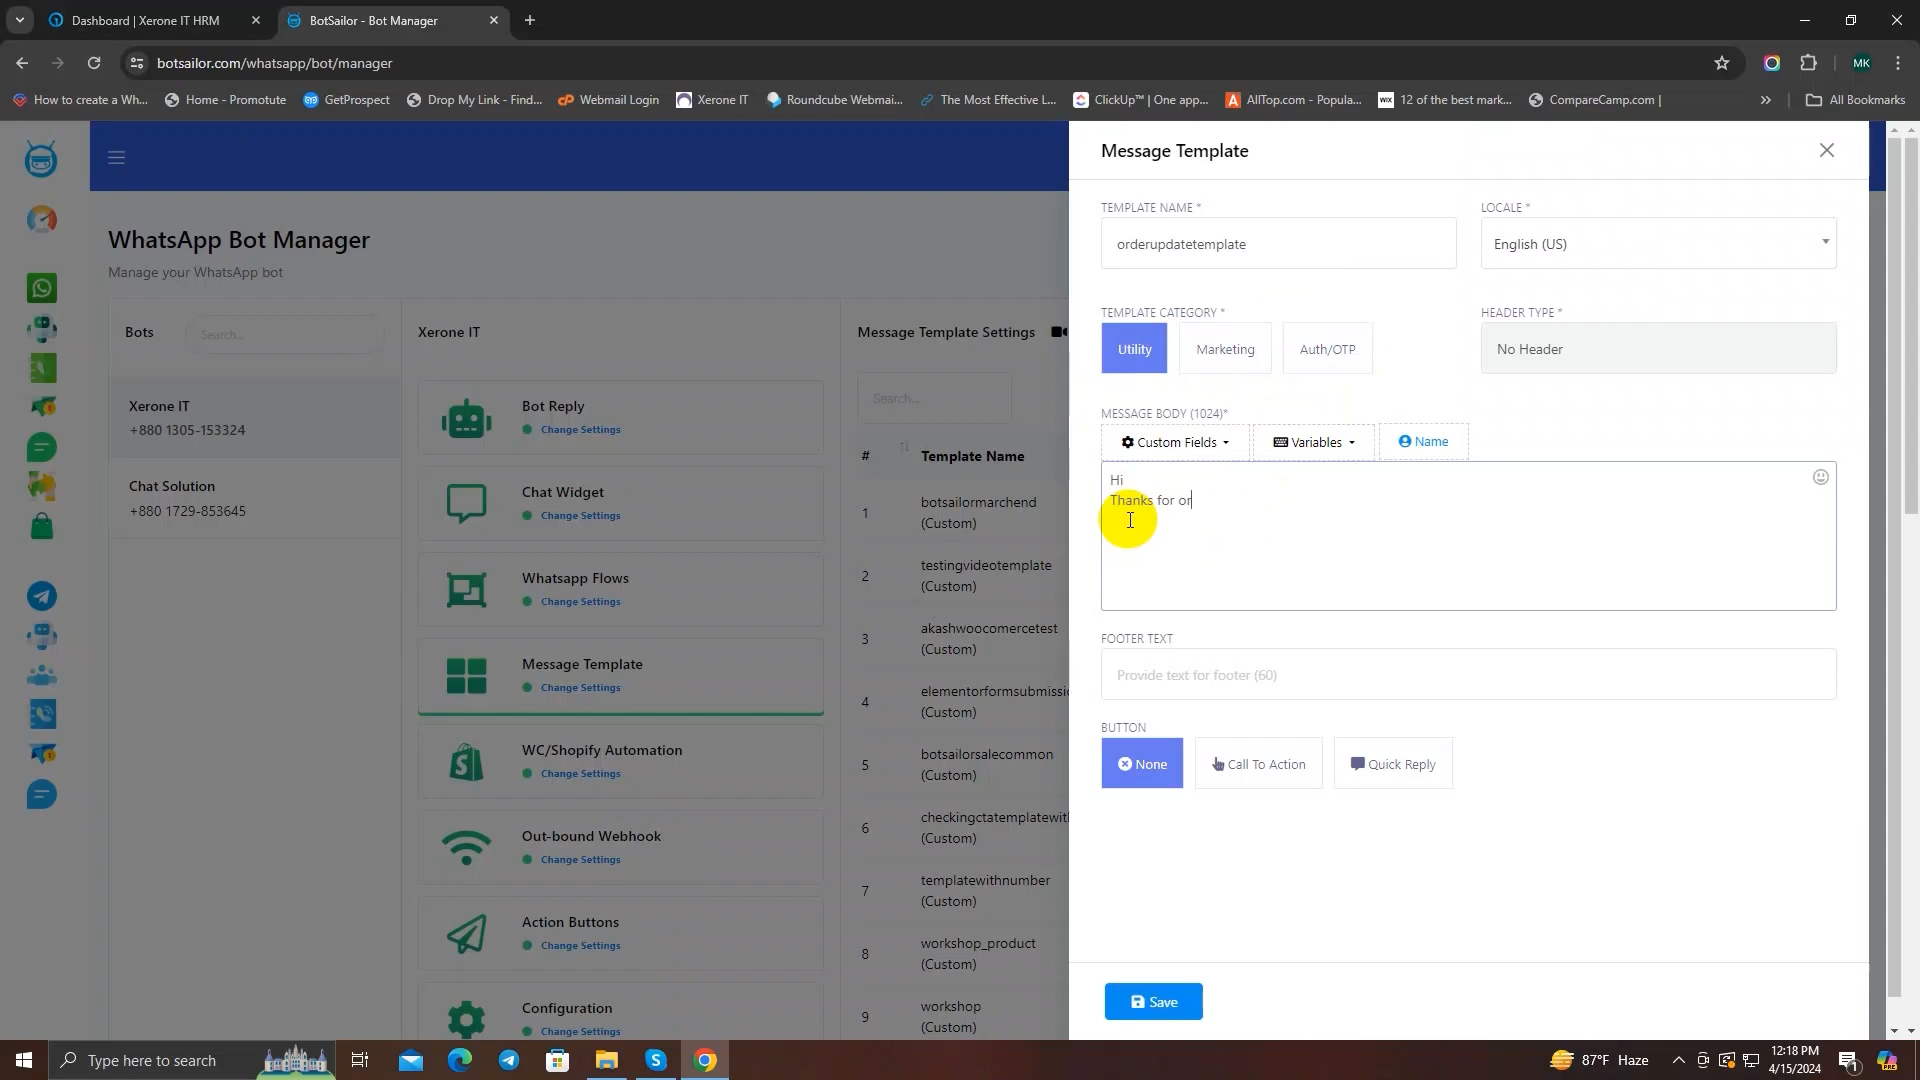 Dashboard | Xerone IT HRM
BotSailor - Bot Manager
botsailor.com/whatsapp/bot/manager
MK
How to create a Wh...
Home - Promotute
GetProspect
Drop My Link - Find...
Webmail Login
Xerone IT
Roundcube Webmai...
The Most Effective L...
ClickUp™ | One app...
AllTop.com - Popula...
WIX
12 of the best mark...
CompareCamp.com |
All Bookmarks
WhatsApp Bot Manager
Manage your WhatsApp bot
Bots
Search...
Xerone IT
+880 1305-153324
Chat Solution
+880 1729-853645
Xerone IT
Bot Reply
Change Settings
Chat Widget
Change Settings
Whatsapp Flows
Change Settings
Message Template
Change Settings
WC/Shopify Automation
Change Settings
Out-bound Webhook
Change Settings
Action Buttons
Change Settings
Configuration
Change Settings
Message Template Settings
Search...
# Template Name
1 botsailormarchend
(Custom)
2 testingvideotemplate
(Custom)
3 akashwoocomercetest
(Custom)
4 elementorformsubmissi
(Custom)
5 botsailorsalecommon
(Custom)
6 checkingctatemplatewit
(Custom)
7 templatewithnumber
(Custom)
8 workshop_product
(Custom)
9 workshop
(Custom)
Message Template
TEMPLATE NAME *
orderupdatetemplate
LOCALE *
English (US)
TEMPLATE CATEGORY *
Utility
Marketing
Auth/OTP
HEADER TYPE *
No Header
MESSAGE BODY (1024)*
Custom Fields
Variables
Name
Hi
Thanks for or
FOOTER TEXT
Provide text for footer (60)
BUTTON
None
Call To Action
Quick Reply
Save
Type here to search
87°F Haze
12:18 PM
4/15/2024
1